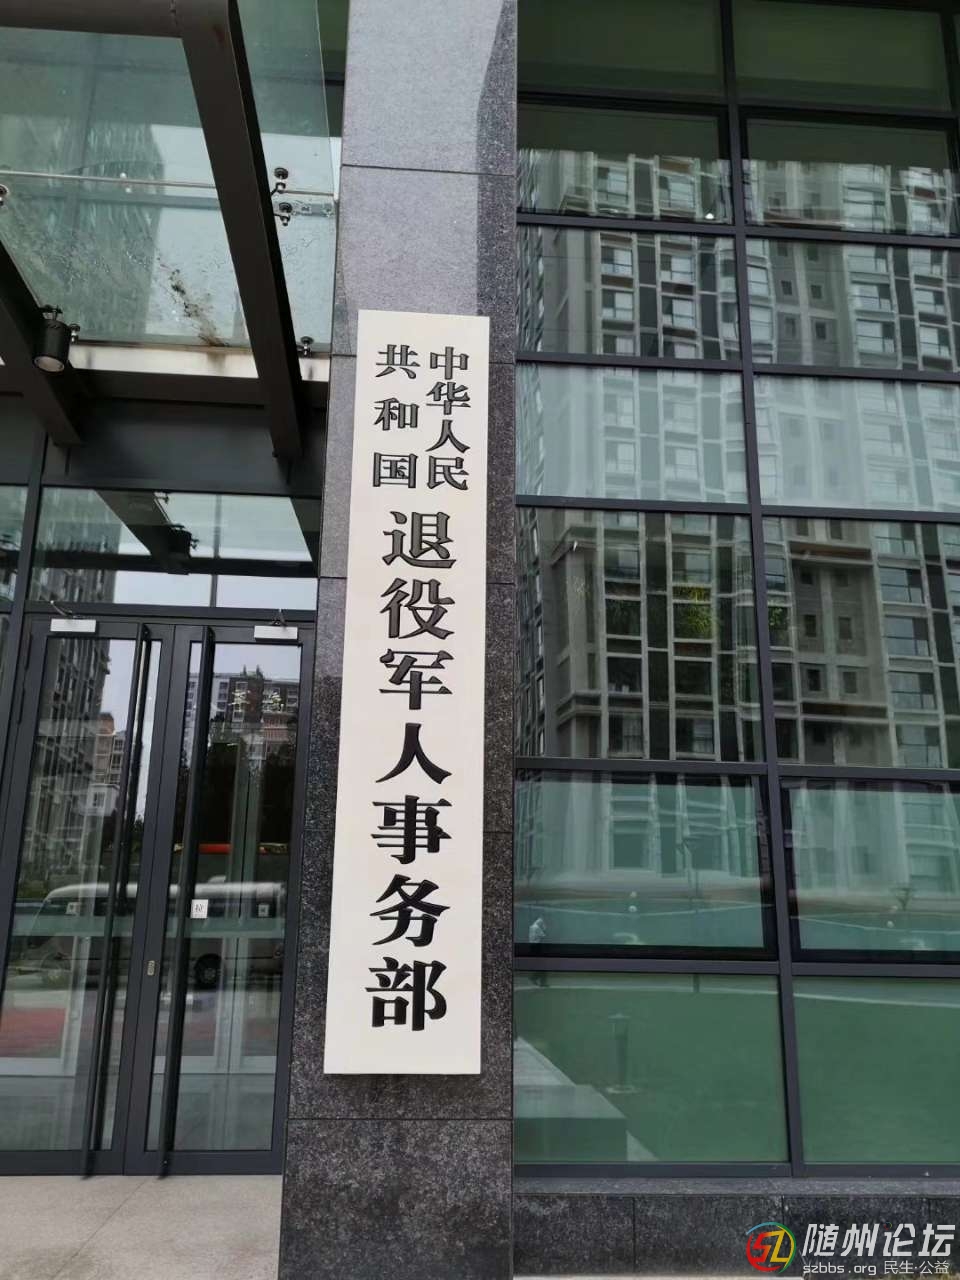 中华人民
共和国
退役军人事务部
拉
随州论坛
szbbs.org 民生·公益